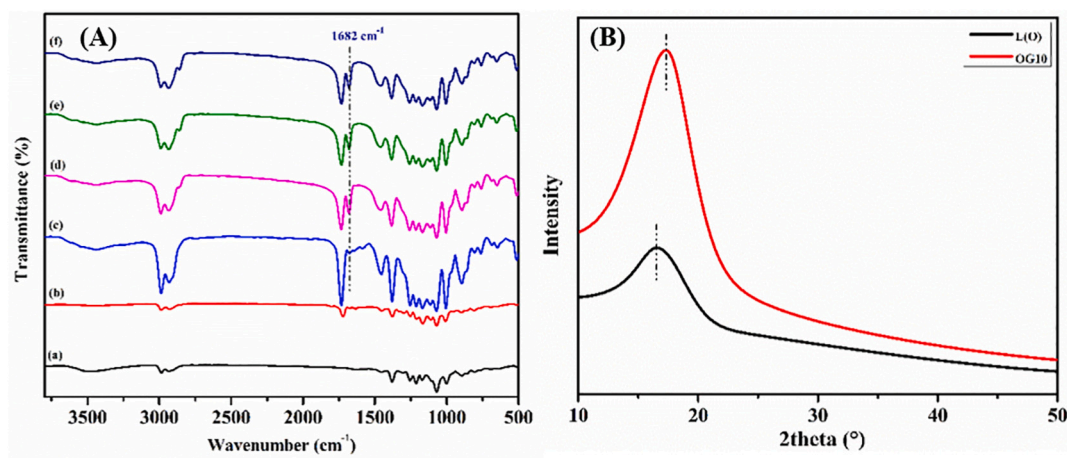 (A)
1682 cm⁻¹
(f)
(e)
(d)
(c)
(b)
(a)
Transmittance (%)
3500 3000 2500 2000 1500 1000 500
Wavenumber (cm⁻¹)
(B)
L(O)
OG10
Intensity
10 20 30 40 50
2theta (°)